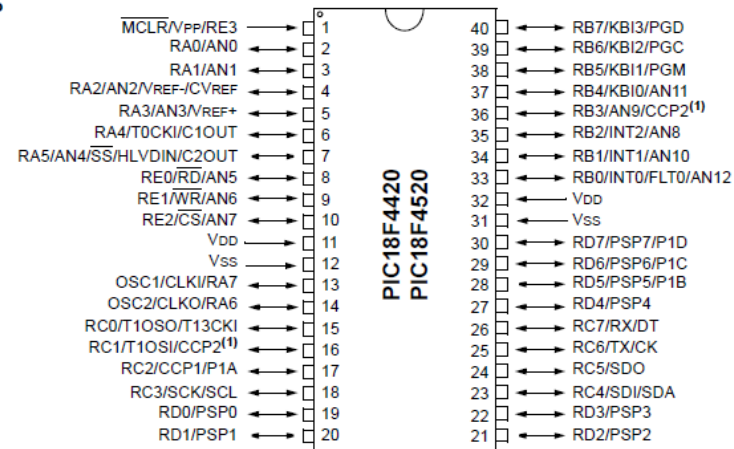 MCLR/VPP/RE3 1 40 RB7/KBI3/PGD
RA0/AN0 2 39 RB6/KBI2/PGC
RA1/AN1 3 38 RB5/KBI1/PGM
RA2/AN2/VREF-/CVREF 4 37 RB4/KBI0/AN11
RA3/AN3/VREF+ 5 36 RB3/AN9/CCP2(1)
RA4/T0CKI/C1OUT 6 35 RB2/INT2/AN8
RA5/AN4/SS/HLVDIN/C2OUT 7 34 RB1/INT1/AN10
RE0/RD/AN5 8 33 RB0/INT0/FLT0/AN12
RE1/WR/AN6 9 32 VDD
RE2/CS/AN7 10 31 VSS
VDD 11 30 RD7/PSP7/P1D
VSS 12 29 RD6/PSP6/P1C
OSC1/CLKI/RA7 13 28 RD5/PSP5/P1B
OSC2/CLKO/RA6 14 27 RD4/PSP4
RC0/T1OSO/T13CKI 15 26 RC7/RX/DT
RC1/T1OSI/CCP2(1) 16 25 RC6/TX/CK
RC2/CCP1/P1A 17 24 RC5/SDO
RC3/SCK/SCL 18 23 RC4/SDI/SDA
RD0/PSP0 19 22 RD3/PSP3
RD1/PSP1 20 21 RD2/PSP2
PIC18F4420
PIC18F4520